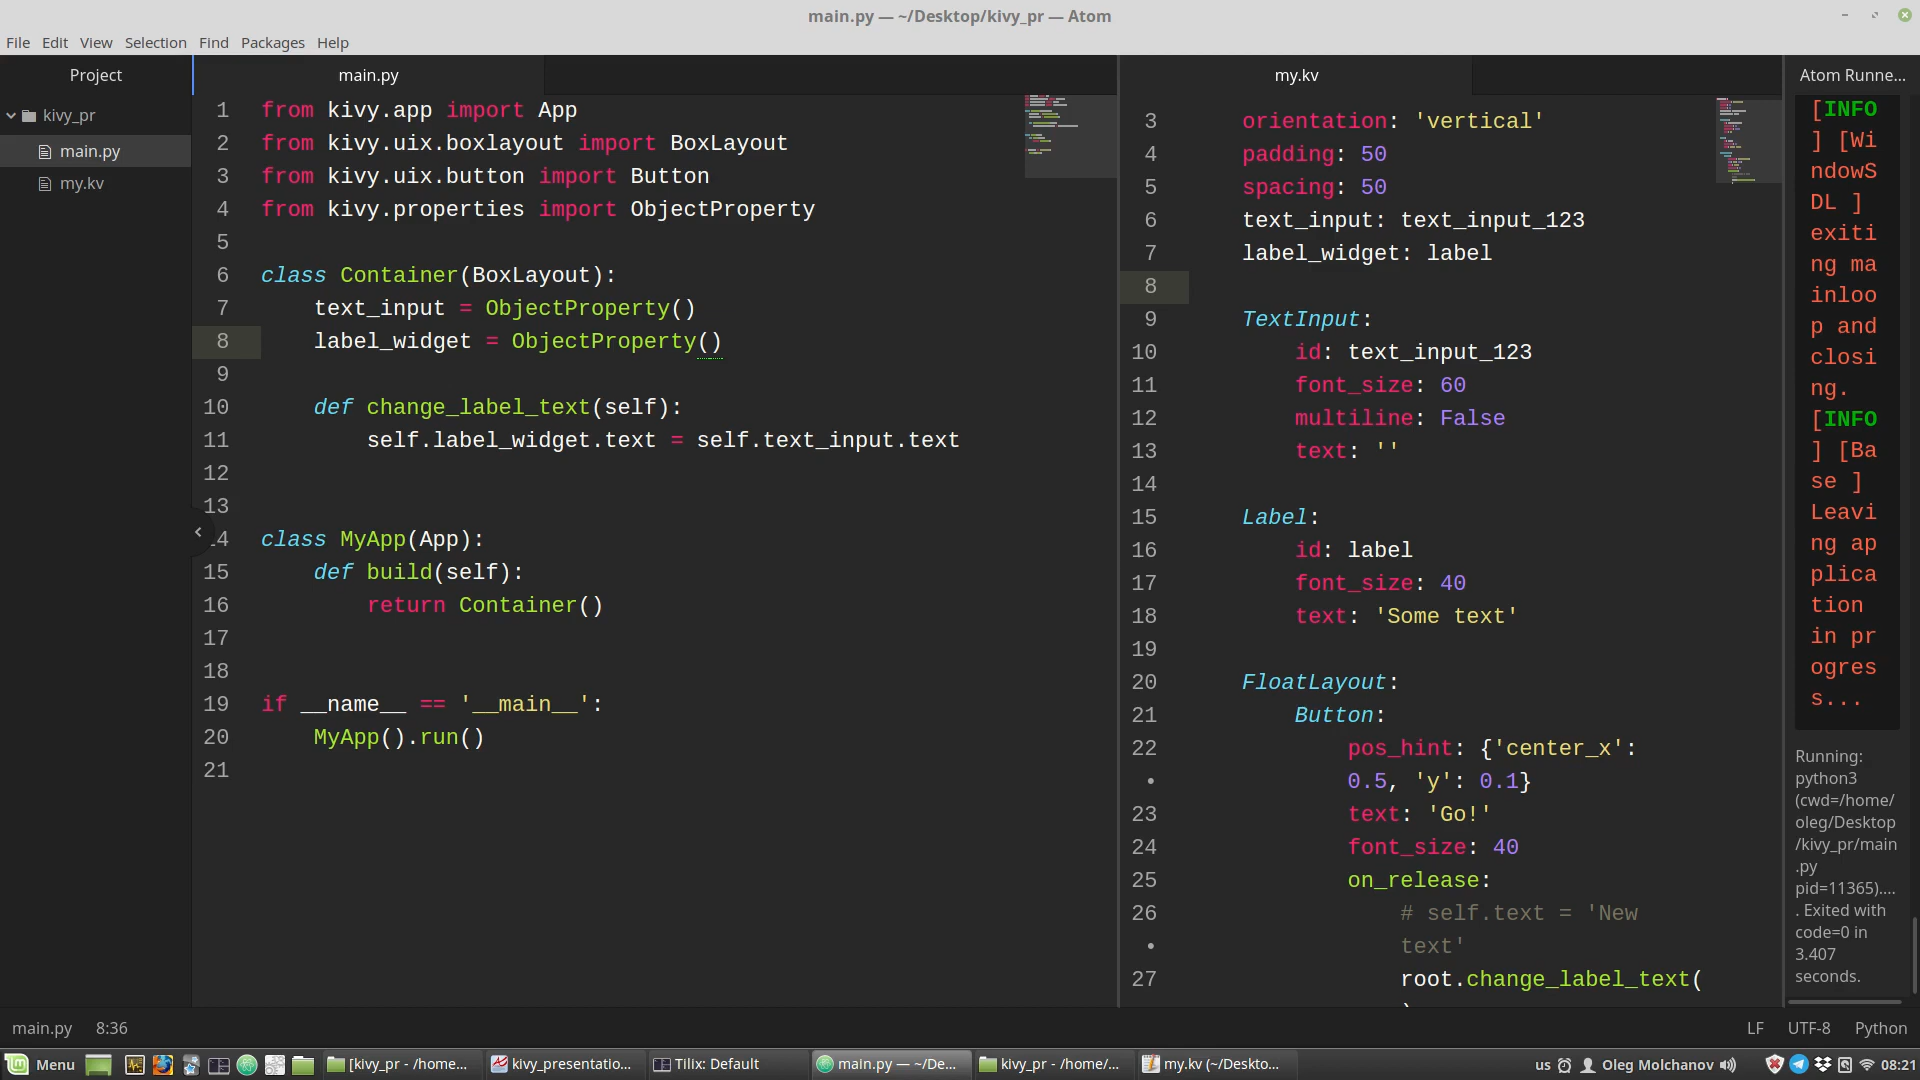 main.py — ~/Desktop/kivy_pr — Atom
File Edit View Selection Find Packages Help
Project
kivy_pr
main.py
my.kv
main.py
1 from kivy.app import App
2 from kivy.uix.boxlayout import BoxLayout
3 from kivy.uix.button import Button
4 from kivy.properties import ObjectProperty
5
6 class Container(BoxLayout):
7 text_input = ObjectProperty()
8 label_widget = ObjectProperty()
9
10 def change_label_text(self):
11 self.label_widget.text = self.text_input.text
12
13
14 class MyApp(App):
15 def build(self):
16 return Container()
17
18
19 if __name__ == '__main__':
20 MyApp().run()
21
my.kv
3 orientation: 'vertical'
4 padding: 50
5 spacing: 50
6 text_input: text_input_123
7 label_widget: label
8
9 TextInput:
10 id: text_input_123
11 font_size: 60
12 multiline: False
13 text: ''
14
15 Label:
16 id: label
17 font_size: 40
18 text: 'Some text'
19
20 FloatLayout:
21 Button:
22 pos_hint: {'center_x':
• 0.5, 'y': 0.1}
23 text: 'Go!'
24 font_size: 40
25 on_release:
26 # self.text = 'New
• text'
27 root.change_label_text(
)
Atom Runne...
[INFO
] [Wi
ndowS
DL ]
exiti
ng ma
inloo
p and
closi
ng.
[INFO
] [Ba
se ]
Leavi
ng ap
plica
tion
in pr
ogres
s...
Running:
python3
(cwd=/home/
oleg/Desktop
/kivy_pr/main
.py
pid=11365)....
. Exited with
code=0 in
3.407
seconds.
main.py 8:36
LF UTF-8 Python
Menu [kivy_pr - /home... kivy_presentatio... Tilix: Default main.py — ~/De... kivy_pr - /home/... my.kv (~/Deskto... us Oleg Molchanov 08:21